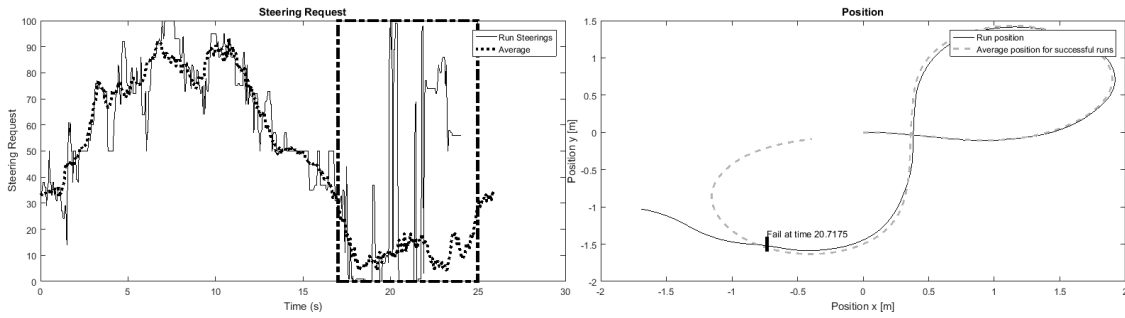 Steering Request
100
90
80
70
60
50
40
30
20
10
0
Steering Request
0 5 10 15 20 25 30
Time (s)
Run Steerings
Average
Position
1.5
1
0.5
0
-0.5
-1
-1.5
-2
Position y [m]
-2 -1.5 -1 -0.5 0 0.5 1 1.5 2
Position x [m]
Run position
Average position for successful runs
Fail at time 20.7175